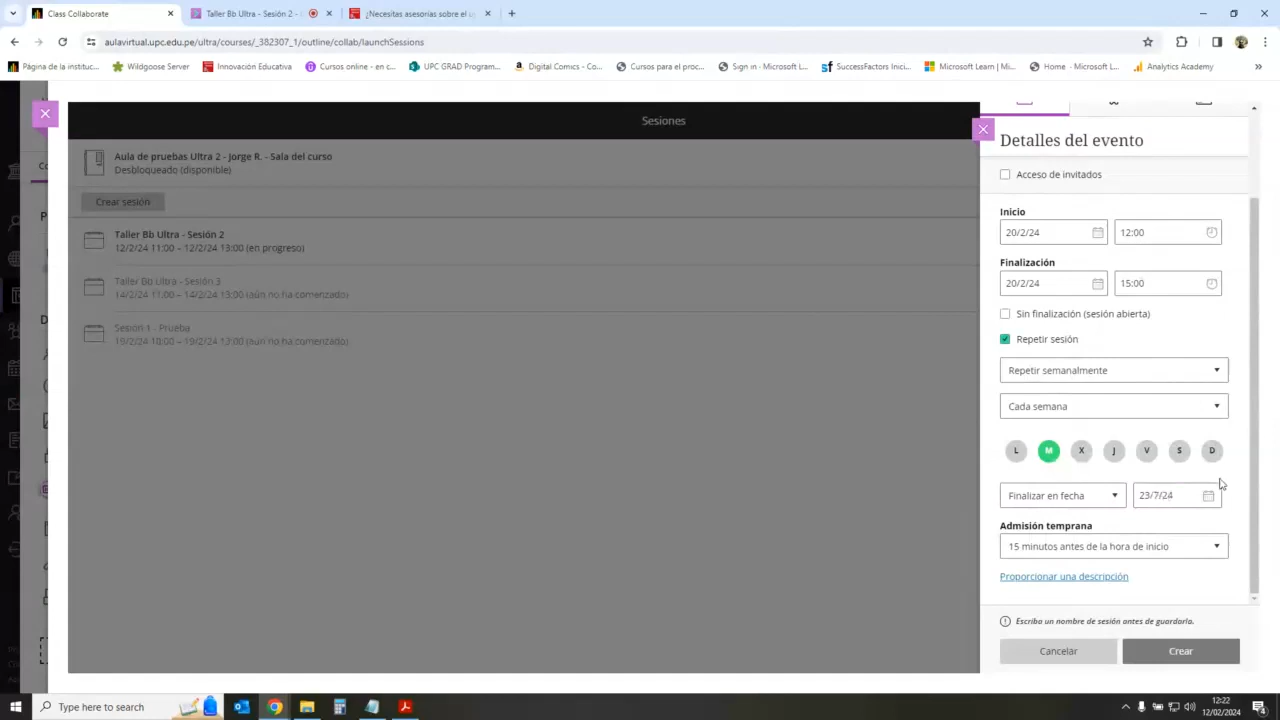 Class Collaborate
Taller Bb Ultra - Sesión 2 -
¿Necesitas asesorías sobre el u
aulavirtual.upc.edu.pe/ultra/courses/_382307_1/outline/collab/launchSessions
Página de la instituc...
Wildgoose Server
Innovación Educativa
Cursos online - en c...
UPC GRAD Program...
Digital Comics - Co...
Cursos para el proc...
Sign in · Microsoft L...
SuccessFactors Inici...
Microsoft Learn | Mi...
Home · Microsoft L...
Analytics Academy
Sesiones
Aula de pruebas Ultra 2 - Jorge R. - Sala del curso
Desbloqueado (disponible)
Crear sesión
Taller Bb Ultra - Sesión 2
12/2/24 11:00 – 12/2/24 13:00 (en progreso)
Taller Bb Ultra - Sesión 3
14/2/24 11:00 – 14/2/24 13:00 (aún no ha comenzado)
Sesión 1 - Prueba
19/2/24 10:00 – 19/2/24 13:00 (aún no ha comenzado)
Detalles del evento
Acceso de invitados
Inicio
20/2/24 12:00
Finalización
20/2/24 15:00
Sin finalización (sesión abierta)
Repetir sesión
Repetir semanalmente
Cada semana
L M X J V S D
Finalizar en fecha 23/7/24
Admisión temprana
15 minutos antes de la hora de inicio
Proporcionar una descripción
Escriba un nombre de sesión antes de guardarla.
Cancelar Crear
Type here to search
12:22
12/02/2024